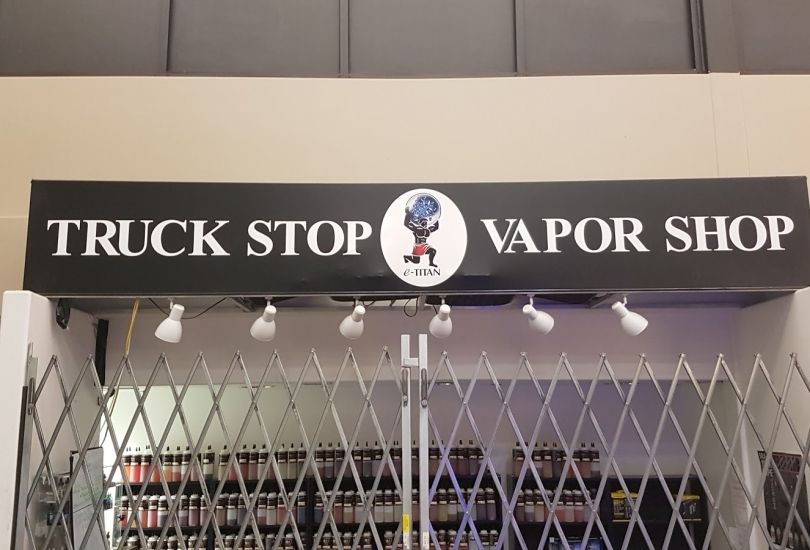 TRUCK STOP
e-TITAN
VAPOR SHOP